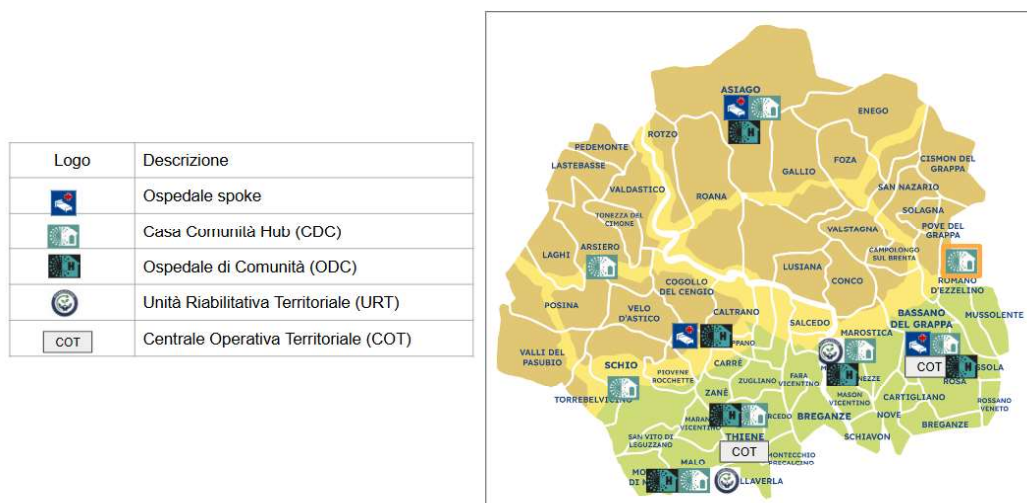 Logo Descrizione
Ospedale spoke
Casa Comunità Hub (CDC)
Ospedale di Comunità (ODC)
Unità Riabilitativa Territoriale (URT)
COT Centrale Operativa Territoriale (COT)
ASIAGO
ENEGO
ROTZO
PEDEMONTE
LASTEBASSE
FOZA
CISMON DEL
GRAPPA
GALLIO
VALDASTICO
ROANA
SAN NAZARIO
SOLAGNA
TONEZZA DEL
CIMONE
VALSTAGNA
POVE DEL
GRAPPA
ARSIERO
LAGHI
CAMPOLONGO
SUL BRENTA
LUSIANA
COGOLLO
DEL CENGIO
CONCO
ROMANO
D'EZZELINO
POSINA
VELO
D'ASTICO
CALTRANO
BASSANO
DEL GRAPPA
MUSSOLENTE
SALCEDO
MAROSTICA
VALLI DEL
PASUBIO
SCHIO
CARRÈ
COT
PIOVENE
ROCCHETTE
ZUGLIANO
FARA
VICENTINO
ROSÀ
TORREBELVICINO
ZANÈ
MASON
VICENTINO
CARTIGLIANO
ROSSANO
VENETO
VICENTINO
BREGANZE
NOVE
BREGANZE
THIENE
SCHIAVON
SAN VITO DI
LEGUZZANO
COT
MONTECCHIO
PRECALCINO
MALO